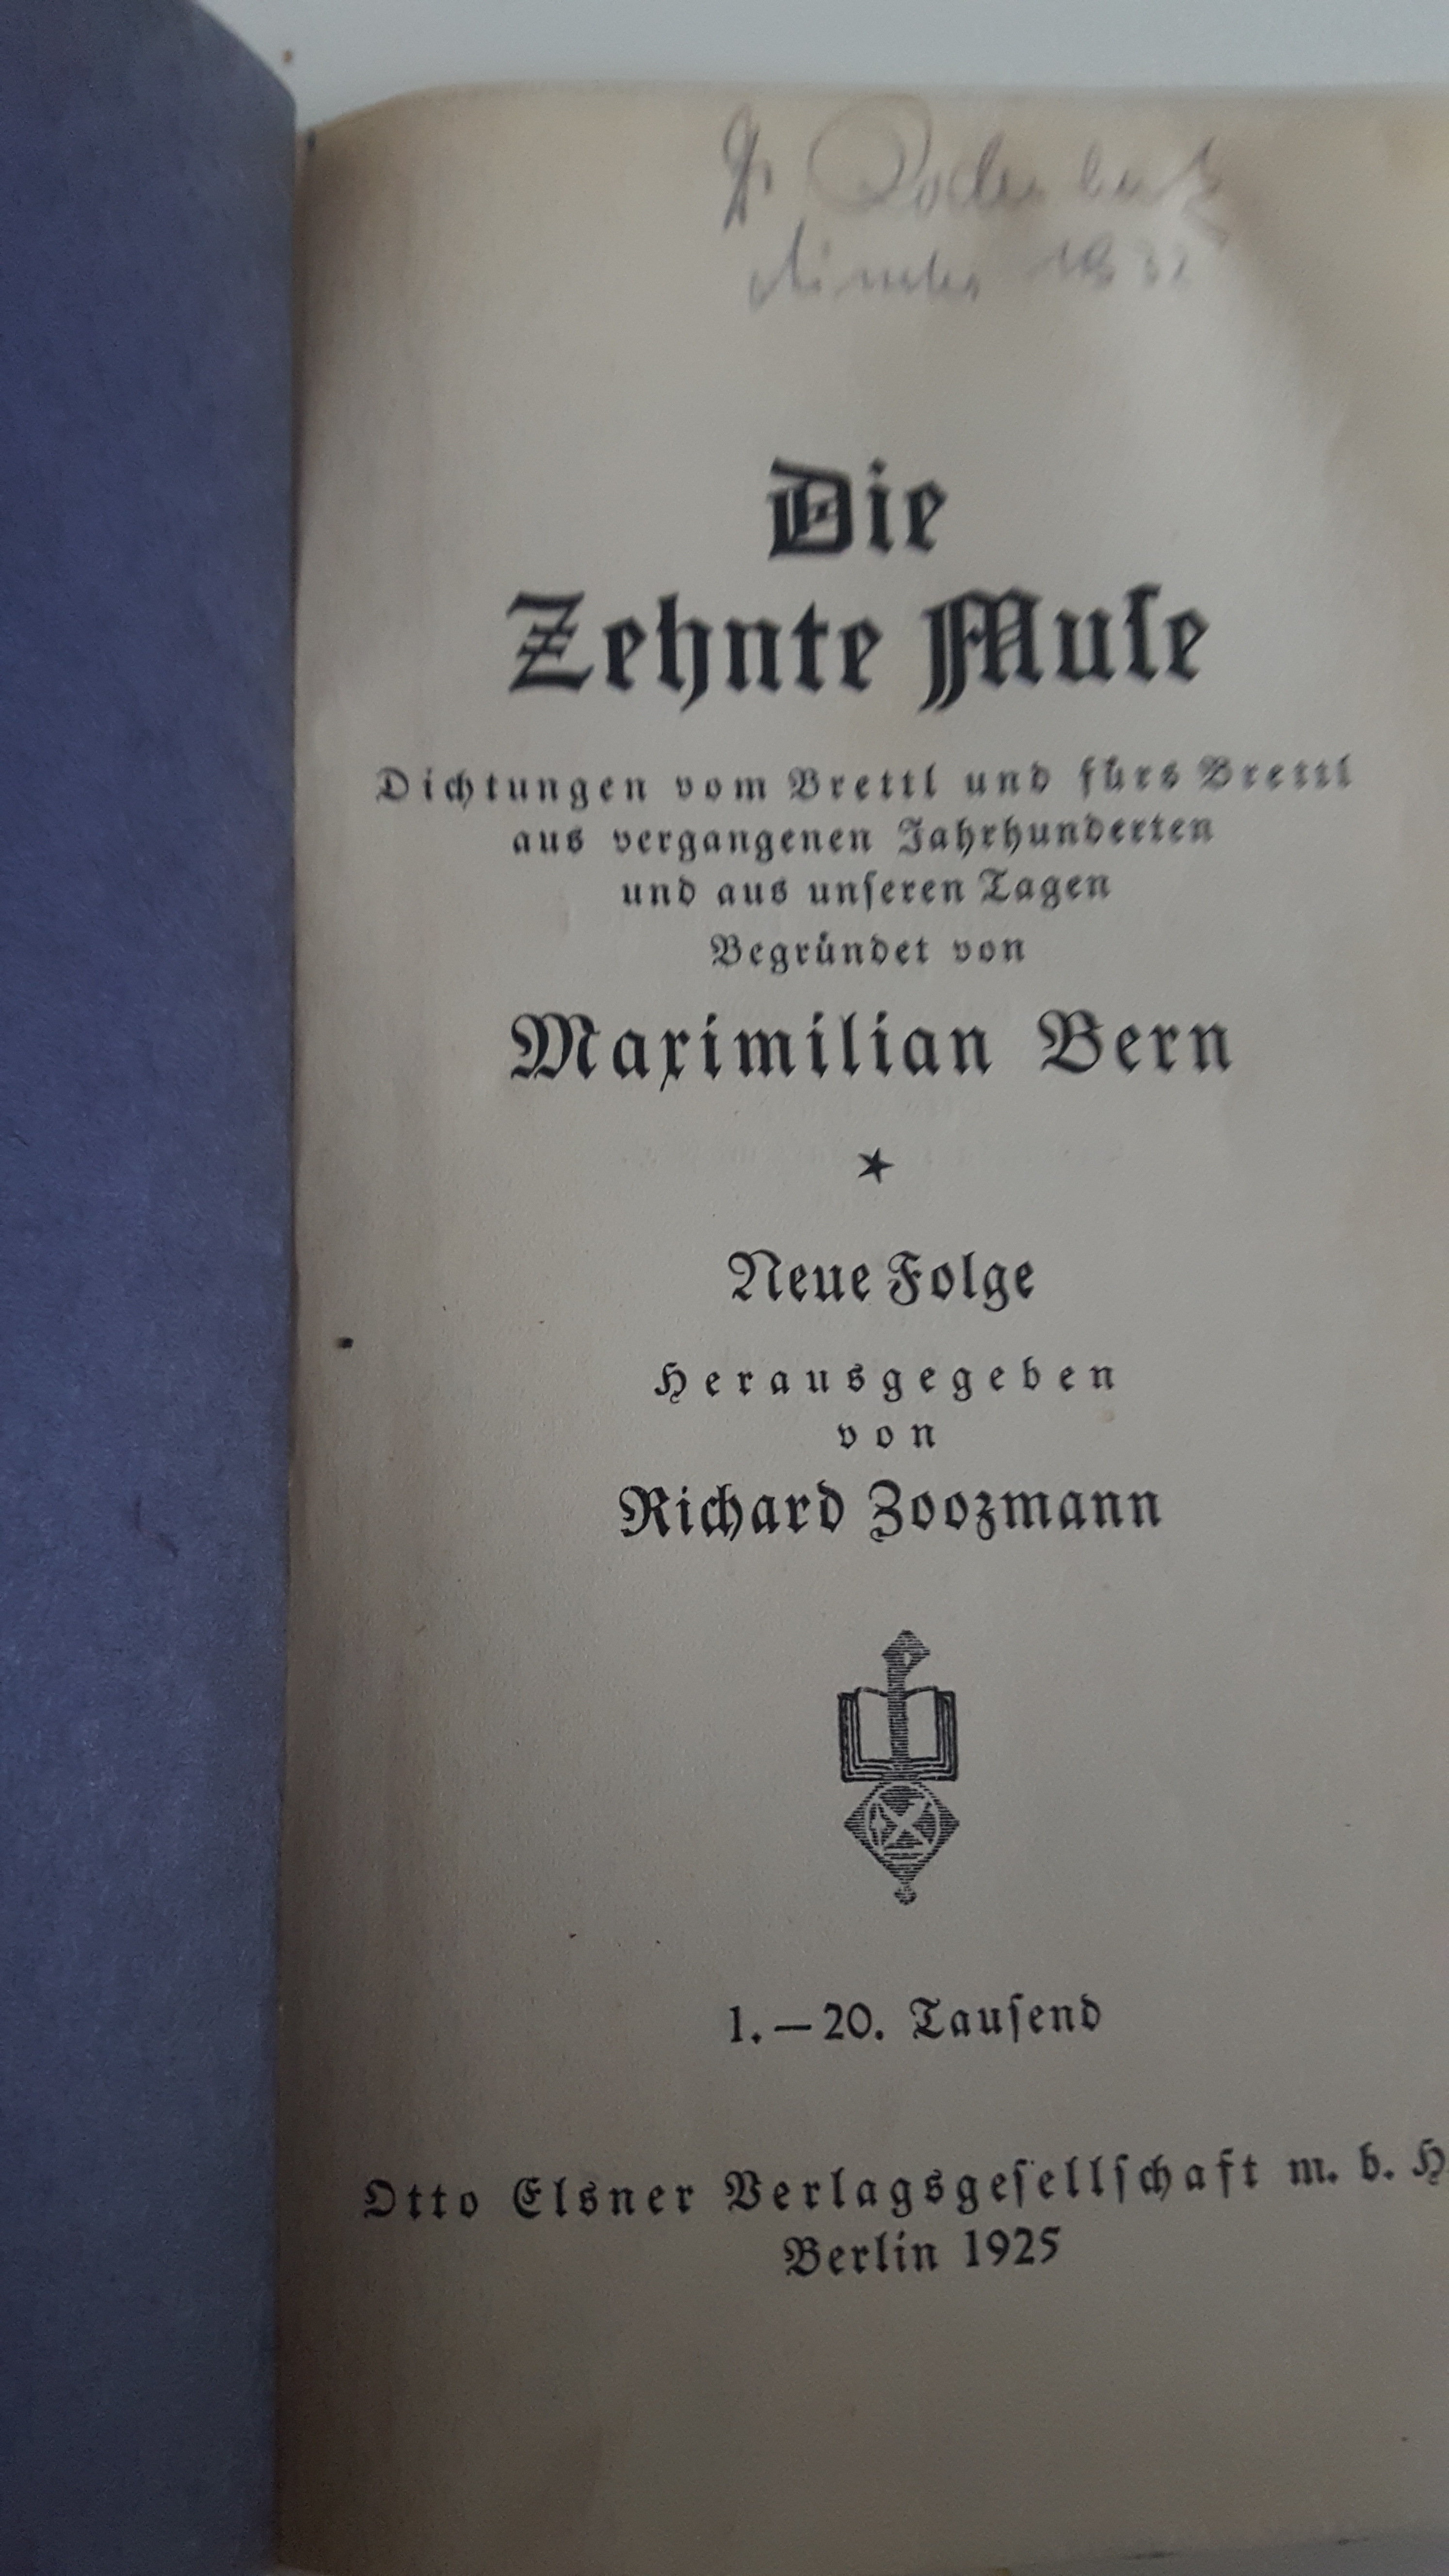 Die
Zehnte Muſe
Dichtungen vom Brettl und fürs Brettl
aus vergangenen Jahrhunderten
und aus unſeren Tagen
Begründet von
Maximilian Bern
★
Neue Folge
Herausgegeben
von
Richard Zoozmann
1.—20. Tauſend
Otto Elsner Verlagsgeſellſchaft m. b. H
Berlin 1925